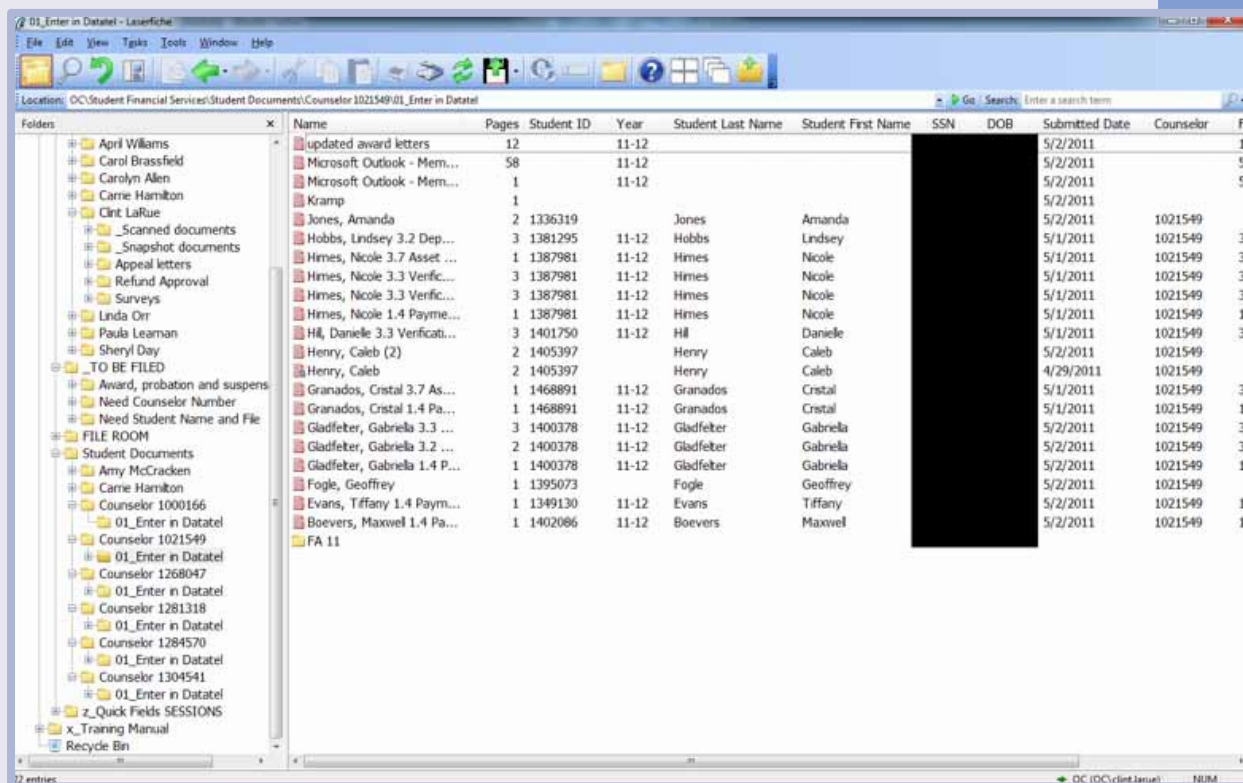 01_Enter in Datatel - Laserfiche
File Edit View Tasks Tools Window Help
Location: OC\Student Financial Services\Student Documents\Counselor 1021549\01_Enter in Datatel Go Search: Enter a search term
Folders
April Williams
Carol Brassfield
Carolyn Allen
Carrie Hamilton
Clint LaRue
_Scanned documents
_Snapshot documents
Appeal letters
Refund Approval
Surveys
Linda Orr
Paula Leaman
Sheryl Day
_TO BE FILED
Award, probation and suspens
Need Counselor Number
Need Student Name and File
FILE ROOM
Student Documents
Amy McCracken
Carrie Hamilton
Counselor 1000166
01_Enter in Datatel
Counselor 1021549
01_Enter in Datatel
Counselor 1268047
01_Enter in Datatel
Counselor 1281318
01_Enter in Datatel
Counselor 1284570
01_Enter in Datatel
Counselor 1304541
01_Enter in Datatel
z_Quick Fields SESSIONS
x_Training Manual
Recycle Bin
Name Pages Student ID Year Student Last Name Student First Name SSN DOB Submitted Date Counselor
updated award letters 12 11-12 5/2/2011 1
Microsoft Outlook - Mem... 58 11-12 5/2/2011 5
Microsoft Outlook - Mem... 1 11-12 5/2/2011 5
Kramp 1 5/2/2011
Jones, Amanda 2 1336319 Jones Amanda 5/2/2011 1021549
Hobbs, Lindsey 3.2 Dep... 3 1381295 11-12 Hobbs Lindsey 5/1/2011 1021549 3
Himes, Nicole 3.7 Asset ... 1 1387981 11-12 Himes Nicole 5/1/2011 1021549 3
Himes, Nicole 3.3 Verific... 3 1387981 11-12 Himes Nicole 5/1/2011 1021549 3
Himes, Nicole 3.3 Verific... 3 1387981 11-12 Himes Nicole 5/1/2011 1021549 3
Himes, Nicole 1.4 Payme... 1 1387981 11-12 Himes Nicole 5/1/2011 1021549 1
Hill, Danielle 3.3 Verificati... 3 1401750 11-12 Hill Danielle 5/1/2011 1021549 3
Henry, Caleb (2) 2 1405397 Henry Caleb 5/2/2011 1021549
Henry, Caleb 2 1405397 Henry Caleb 4/29/2011 1021549
Granados, Cristal 3.7 As... 1 1468891 11-12 Granados Cristal 5/1/2011 1021549 3
Granados, Cristal 1.4 Pa... 1 1468891 11-12 Granados Cristal 5/1/2011 1021549 1
Gladfelter, Gabriella 3.3 ... 3 1400378 11-12 Gladfelter Gabriella 5/2/2011 1021549 3
Gladfelter, Gabriella 3.2 ... 2 1400378 11-12 Gladfelter Gabriella 5/2/2011 1021549 3
Gladfelter, Gabriella 1.4 P... 1 1400378 11-12 Gladfelter Gabriella 5/2/2011 1021549 1
Fogle, Geoffrey 1 1395073 Fogle Geoffrey 5/2/2011 1021549
Evans, Tiffany 1.4 Paym... 1 1349130 11-12 Evans Tiffany 5/2/2011 1021549 1
Boevers, Maxwell 1.4 Pa... 1 1402086 11-12 Boevers Maxwell 5/2/2011 1021549 1
FA 11
22 entries OC (OC\clint.larue) NUM